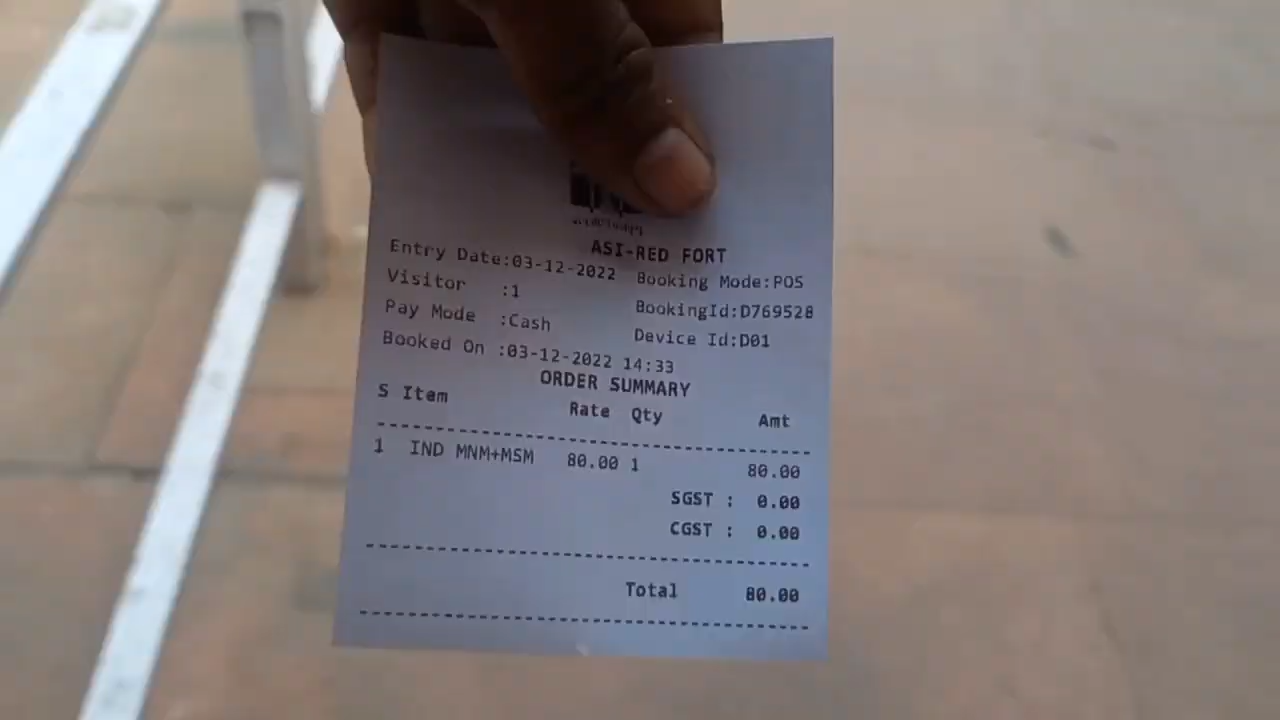 ASI-RED FORT
Entry Date:03-12-2022 Booking Mode:POS
Visitor :1 BookingId:D769528
Pay Mode :Cash Device Id:D01
Booked On :03-12-2022 14:33
ORDER SUMMARY
S Item Rate Qty Amt
1 IND MNM+MSM 80.00 1 80.00
SGST : 0.00
CGST : 0.00
Total 80.00